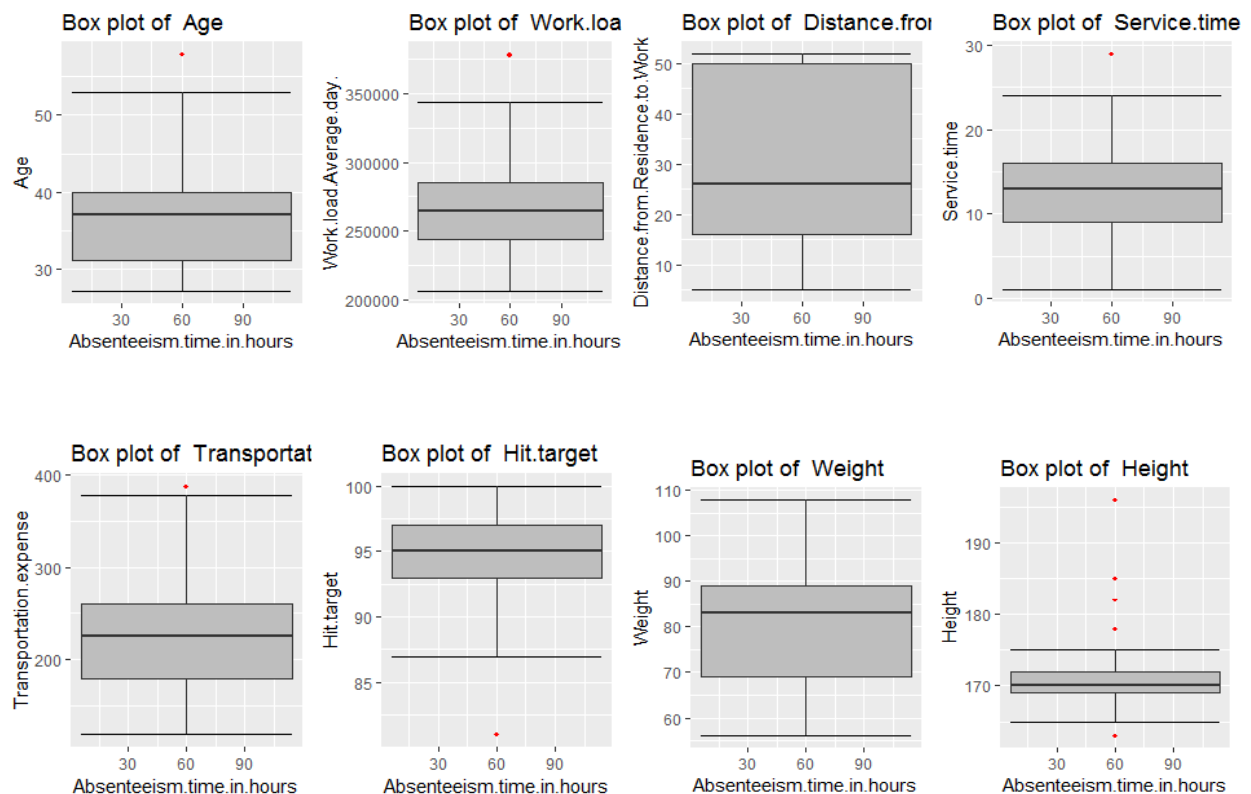 Box plot of Age
Age
50
40
30
30 60 90
Absenteeism.time.in.hours
Box plot of Work.loa
Work.load.Average.day.
350000
300000
250000
200000
30 60 90
Absenteeism.time.in.hours
Box plot of Distance.from
Distance.from.Residence.to.Work
50
40
30
20
10
30 60 90
Absenteeism.time.in.hours
Box plot of Service.time
Service.time
30
20
10
0
30 60 90
Absenteeism.time.in.hours
Box plot of Transportat
Transportation.expense
400
300
200
30 60 90
Absenteeism.time.in.hours
Box plot of Hit.target
Hit.target
100
95
90
85
30 60 90
Absenteeism.time.in.hours
Box plot of Weight
Weight
110
100
90
80
70
60
30 60 90
Absenteeism.time.in.hours
Box plot of Height
Height
190
180
170
30 60 90
Absenteeism.time.in.hours